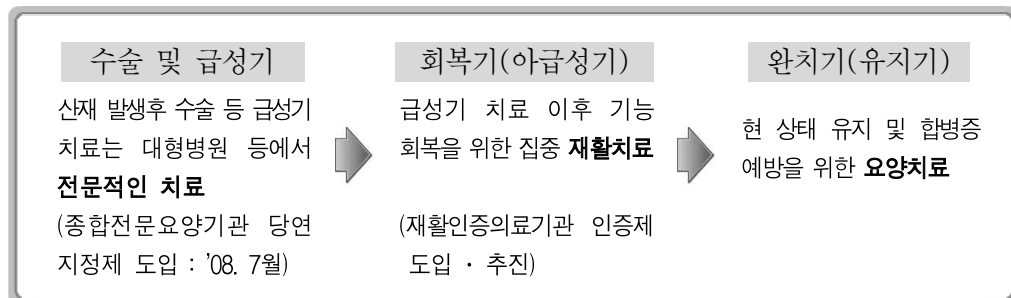 수술 및 급성기
산재 발생후 수술 등 급성기
치료는 대형병원 등에서
전문적인 치료
(종합전문요양기관 당연
지정제 도입 : '08. 7월)
회복기(아급성기)
급성기 치료 이후 기능
회복을 위한 집중 재활치료
(재활인증의료기관 인증제
도입 · 추진)
완치기(유지기)
현 상태 유지 및 합병증
예방을 위한 요양치료